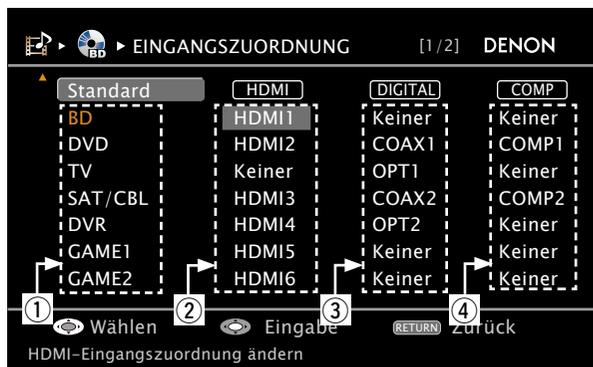 BD ▶ EINGANGSZUORDNUNG [1/2] DENON
Standard HDMI DIGITAL COMP
BD HDMI1 Keiner Keiner
DVD HDMI2 COAX1 COMP1
TV Keiner OPT1 Keiner
SAT/CBL HDMI3 COAX2 COMP2
DVR HDMI4 OPT2 Keiner
GAME1 HDMI5 Keiner Keiner
GAME2 HDMI6 Keiner Keiner
① ② ③ ④
Wählen Eingabe RETURN Zurück
HDMI-Eingangszuordnung ändern